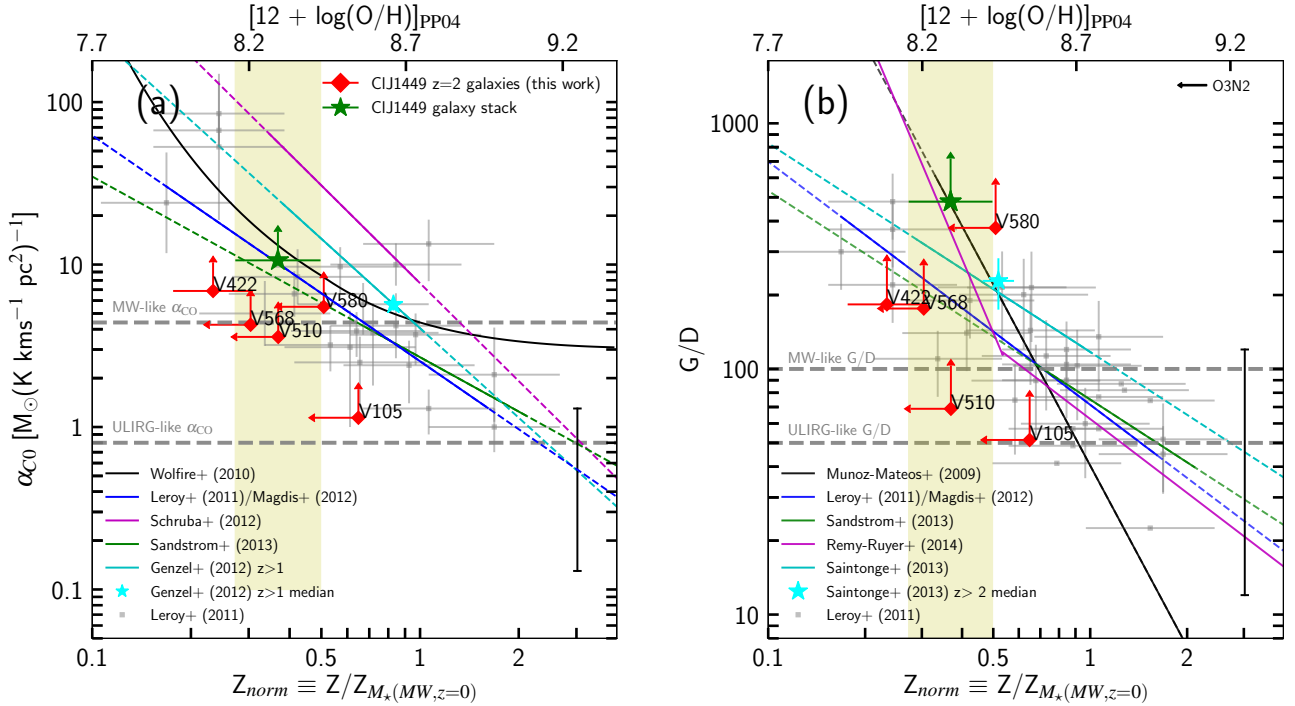 [12 + log(O/H)]PP04
7.7 8.2 8.7 9.2
(a)
ClJ1449 z=2 galaxies (this work)
ClJ1449 galaxy stack
100
10
1
0.1
αC0 [M⊙(K kms−1 pc2)−1]
V422
V580
MW-like αCO
V568
V510
V105
ULIRG-like αCO
Wolfire+ (2010)
Leroy+ (2011)/Magdis+ (2012)
Schruba+ (2012)
Sandstrom+ (2013)
Genzel+ (2012) z>1
Genzel+ (2012) z>1 median
Leroy+ (2011)
0.1 0.5 1 2
Znorm ≡ Z/ZM⋆(MW,z=0)
[12 + log(O/H)]PP04
7.7 8.2 8.7 9.2
(b)
O3N2
1000
100
10
G/D
V580
V422
V568
MW-like G/D
V510
V105
ULIRG-like G/D
Munoz-Mateos+ (2009)
Leroy+ (2011)/Magdis+ (2012)
Sandstrom+ (2013)
Remy-Ruyer+ (2014)
Saintonge+ (2013)
Saintonge+ (2013) z> 2 median
Leroy+ (2011)
0.1 0.5 1 2
Znorm ≡ Z/ZM⋆(MW,z=0)